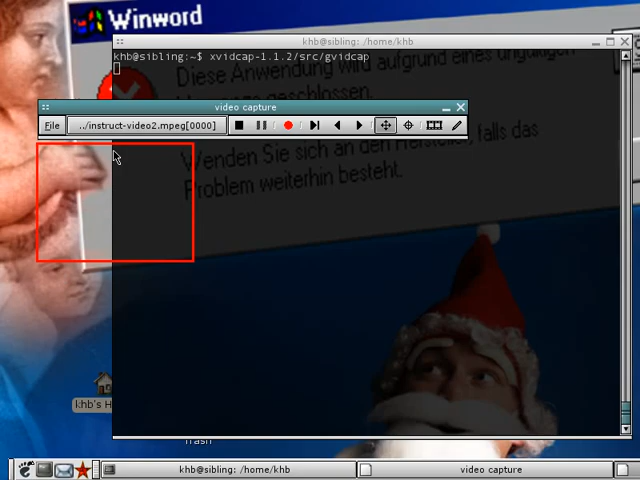 Winword
khb@sibling: /home/khb
khb@sibling:~$ xvidcap-1.1.2/src/gvidcap
Diese Anwendung wird aufgrund eines ungültigen
geschlossen.
video capture
File
../instruct-video2.mpeg[0000]
Wenden Sie sich an den Hersteller, falls das
Problem weiterhin besteht.
khb's H
Trash
khb@sibling: /home/khb
video capture